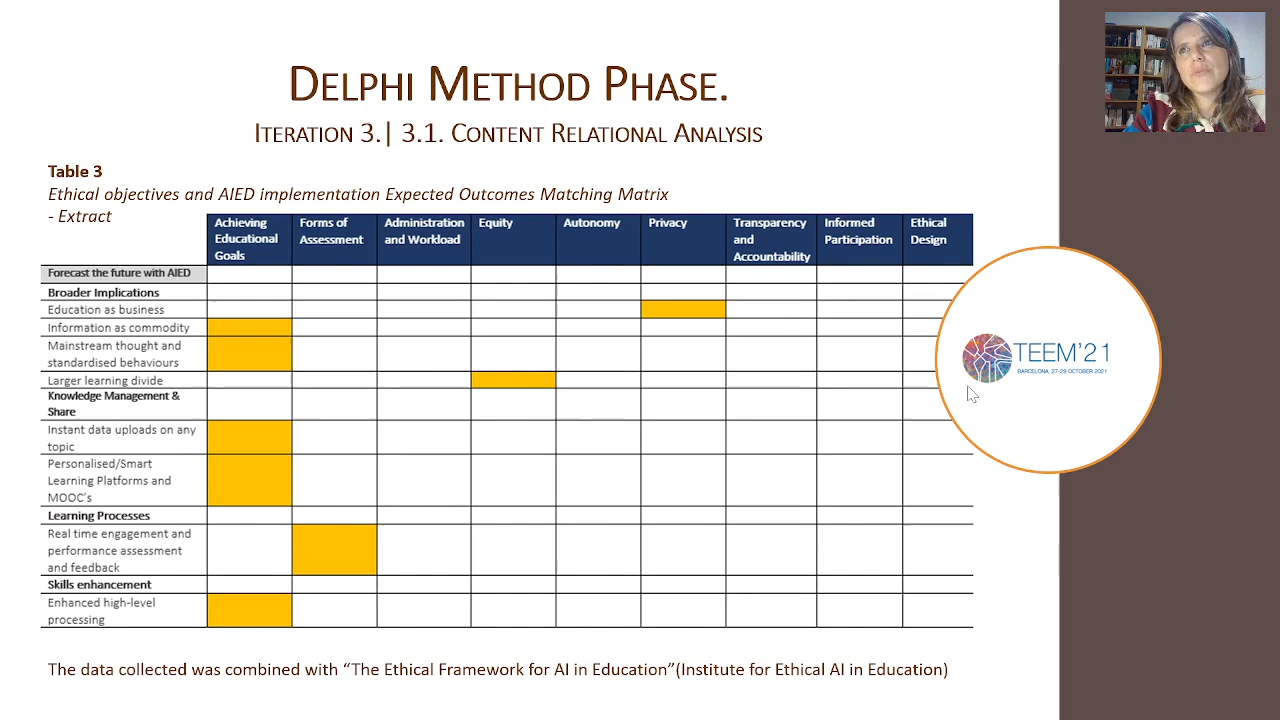 DELPHI METHOD PHASE.
ITERATION 3.| 3.1. CONTENT RELATIONAL ANALYSIS
Table 3
Ethical objectives and AIED implementation Expected Outcomes Matching Matrix
- Extract
Achieving Educational Goals
Forms of Assessment
Administration and Workload
Equity
Autonomy
Privacy
Transparency and Accountability
Informed Participation
Ethical Design
Forecast the future with AIED
Broader Implications
Education as business
Information as commodity
Mainstream thought and
standardised behaviours
Larger learning divide
Knowledge Management &
Share
Instant data uploads on any
topic
Personalised/Smart
Learning Platforms and
MOOC's
Learning Processes
Real time engagement and
performance assessment
and feedback
Skills enhancement
Enhanced high-level
processing
TEEM'21
BARCELONA, 27-29 OCTOBER 2021
The data collected was combined with “The Ethical Framework for AI in Education”(Institute for Ethical AI in Education)